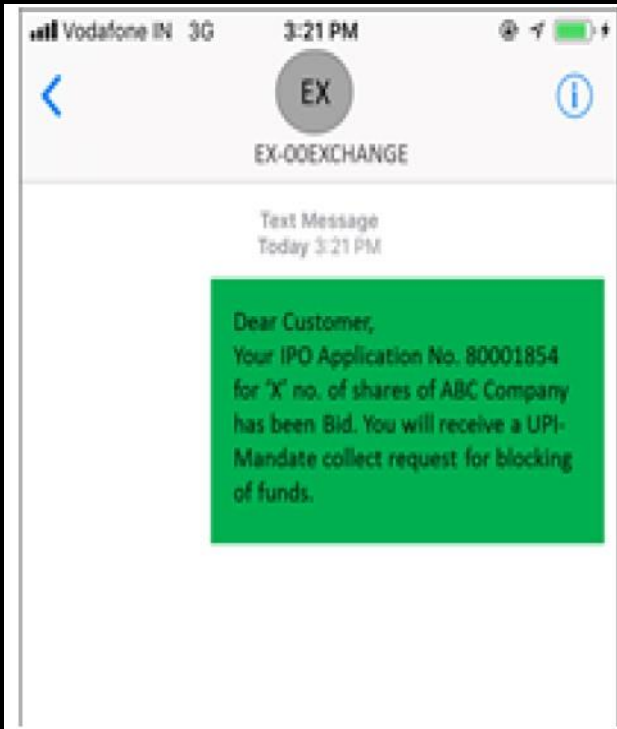 Vodafone IN 3G 3:21 PM
EX
EX-00EXCHANGE
Text Message
Today 3:21 PM
Dear Customer,
Your IPO Application No. 80001854
for 'X' no. of shares of ABC Company
has been Bid. You will receive a UPI-
Mandate collect request for blocking
of funds.